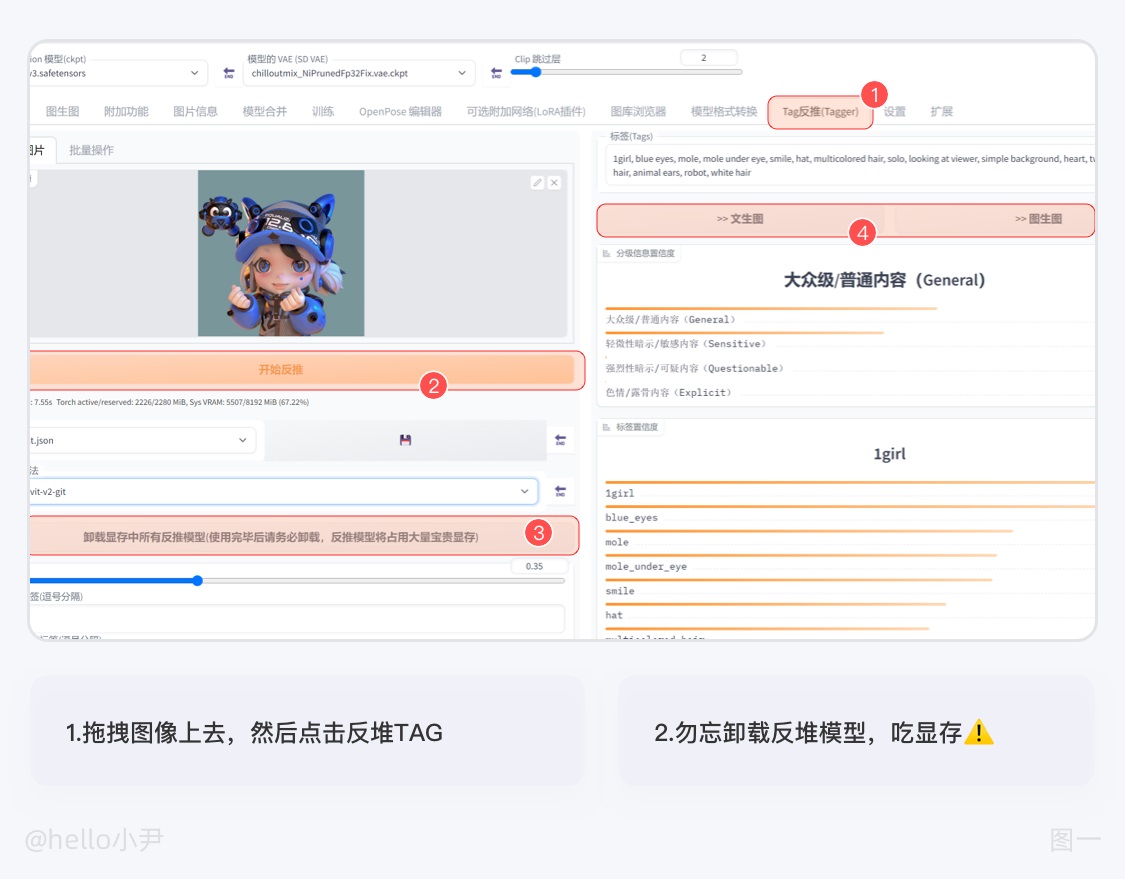 ion 模型(ckpt)
v3.safetensors
模型的 VAE (SD VAE)
chilloutmix_NiPrunedFp32Fix.vae.ckpt
Clip 跳过层
2
图生图
附加功能
图片信息
模型合并
训练
OpenPose 编辑器
可选附加网络(LoRA插件)
图库浏览器
模型格式转换
Tag反推(Tagger)
1
设置
扩展
图片
批量操作
标签(Tags)
1girl, blue eyes, mole, mole under eye, smile, hat, multicolored hair, solo, looking at viewer, simple background, heart, tw
hair, animal ears, robot, white hair
>> 文生图
4
>> 图生图
分级信息置信度
大众级/普通内容（General）
大众级/普通内容（General）
轻微性暗示/敏感内容（Sensitive）
强烈性暗示/可疑内容（Questionable）
色情/露骨内容（Explicit）
开始反推
2
: 7.55s Torch active/reserved: 2226/2280 MiB, Sys VRAM: 5507/8192 MiB (67.22%)
t.json
法
vit-v2-git
卸载显存中所有反推模型(使用完毕后请务必卸载，反推模型将占用大量宝贵显存)
3
0.35
签(逗号分隔)
标签置信度
1girl
1girl
blue_eyes
mole
mole_under_eye
smile
hat
multicolored_hair
1.拖拽图像上去，然后点击反堆TAG
2.勿忘卸载反堆模型，吃显存⚠️
@hello小尹
图一